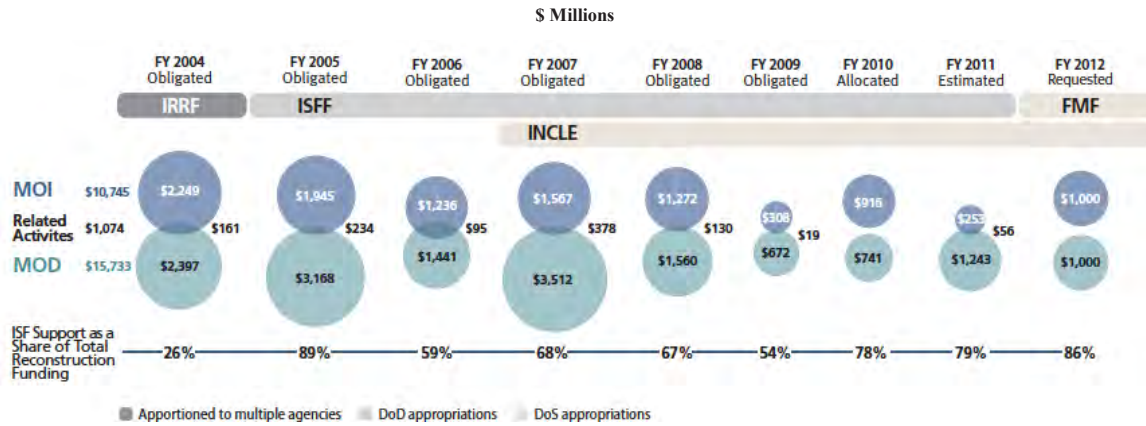 $ Millions
FY 2004 FY 2005 FY 2006 FY 2007 FY 2008 FY 2009 FY 2010 FY 2011 FY 2012
Obligated Obligated Obligated Obligated Obligated Obligated Allocated Estimated Requested
IRRF ISFF FMF
INCLE
MOI $10,745 $2,249 $1,945 $1,236 $1,567 $1,272 $308 $916 $253 $1,000
Related
Activites $1,074 $161 $234 $95 $378 $130 $19 $56
MOD $15,733 $2,397 $3,168 $1,441 $3,512 $1,560 $672 $741 $1,243 $1,000
ISF Support as a
Share of Total
Reconstruction
Funding
26% 89% 59% 68% 67% 54% 78% 79% 86%
Apportioned to multiple agencies DoD appropriations DoS appropriations